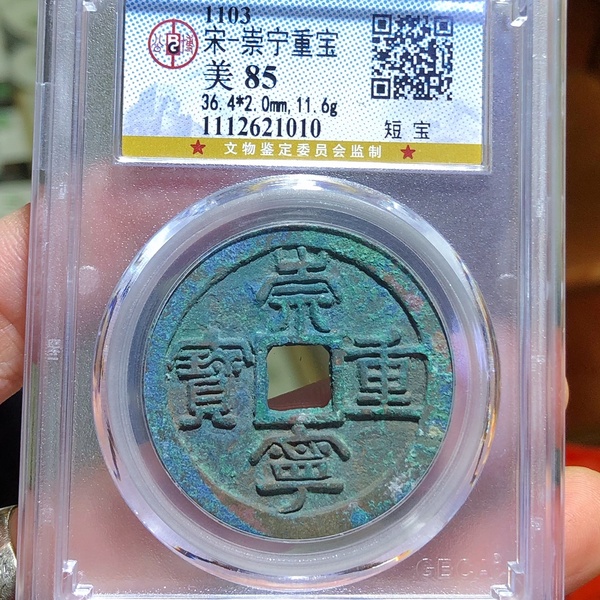 1103
宋-崇宁重宝
美 85
36.4*2.0mm,11.6g
1112621010
短宝
★ 文物鉴定委员会监制 ★
崇
寶 重
寧
GBCA